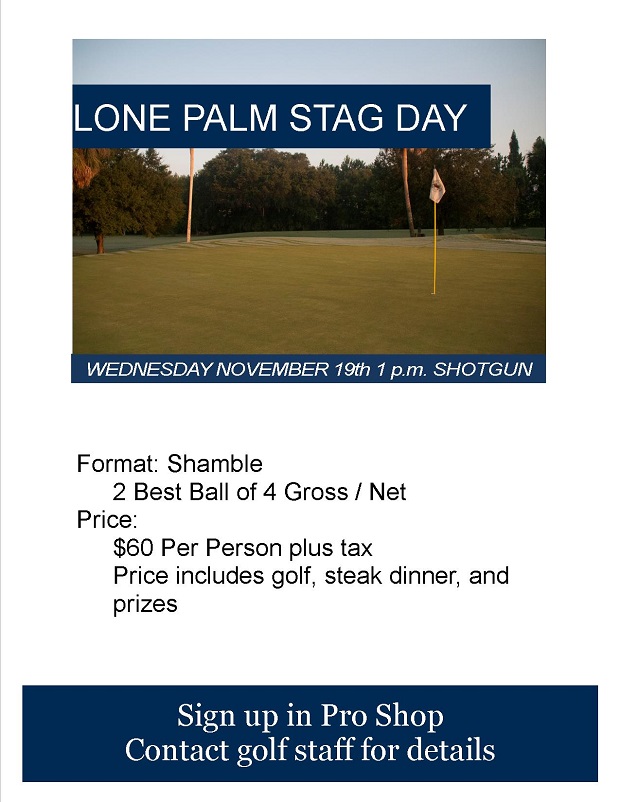 LONE PALM STAG DAY
WEDNESDAY NOVEMBER 19th 1 p.m. SHOTGUN
Format: Shamble
2 Best Ball of 4 Gross / Net
Price:
$60 Per Person plus tax
Price includes golf, steak dinner, and
prizes
Sign up in Pro Shop
Contact golf staff for details